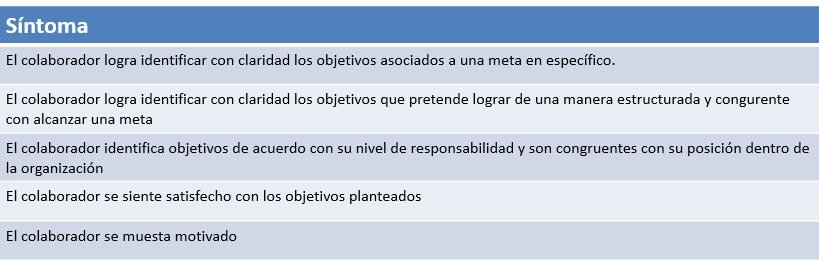 Síntoma
El colaborador logra identificar con claridad los objetivos asociados a una meta en específico.
El colaborador logra identificar con claridad los objetivos que pretende lograr de una manera estructurada y congurente
con alcanzar una meta
El colaborador identifica objetivos de acuerdo con su nivel de responsabilidad y son congruentes con su posición dentro de
la organización
El colaborador se siente satisfecho con los objetivos planteados
El colaborador se muesta motivado